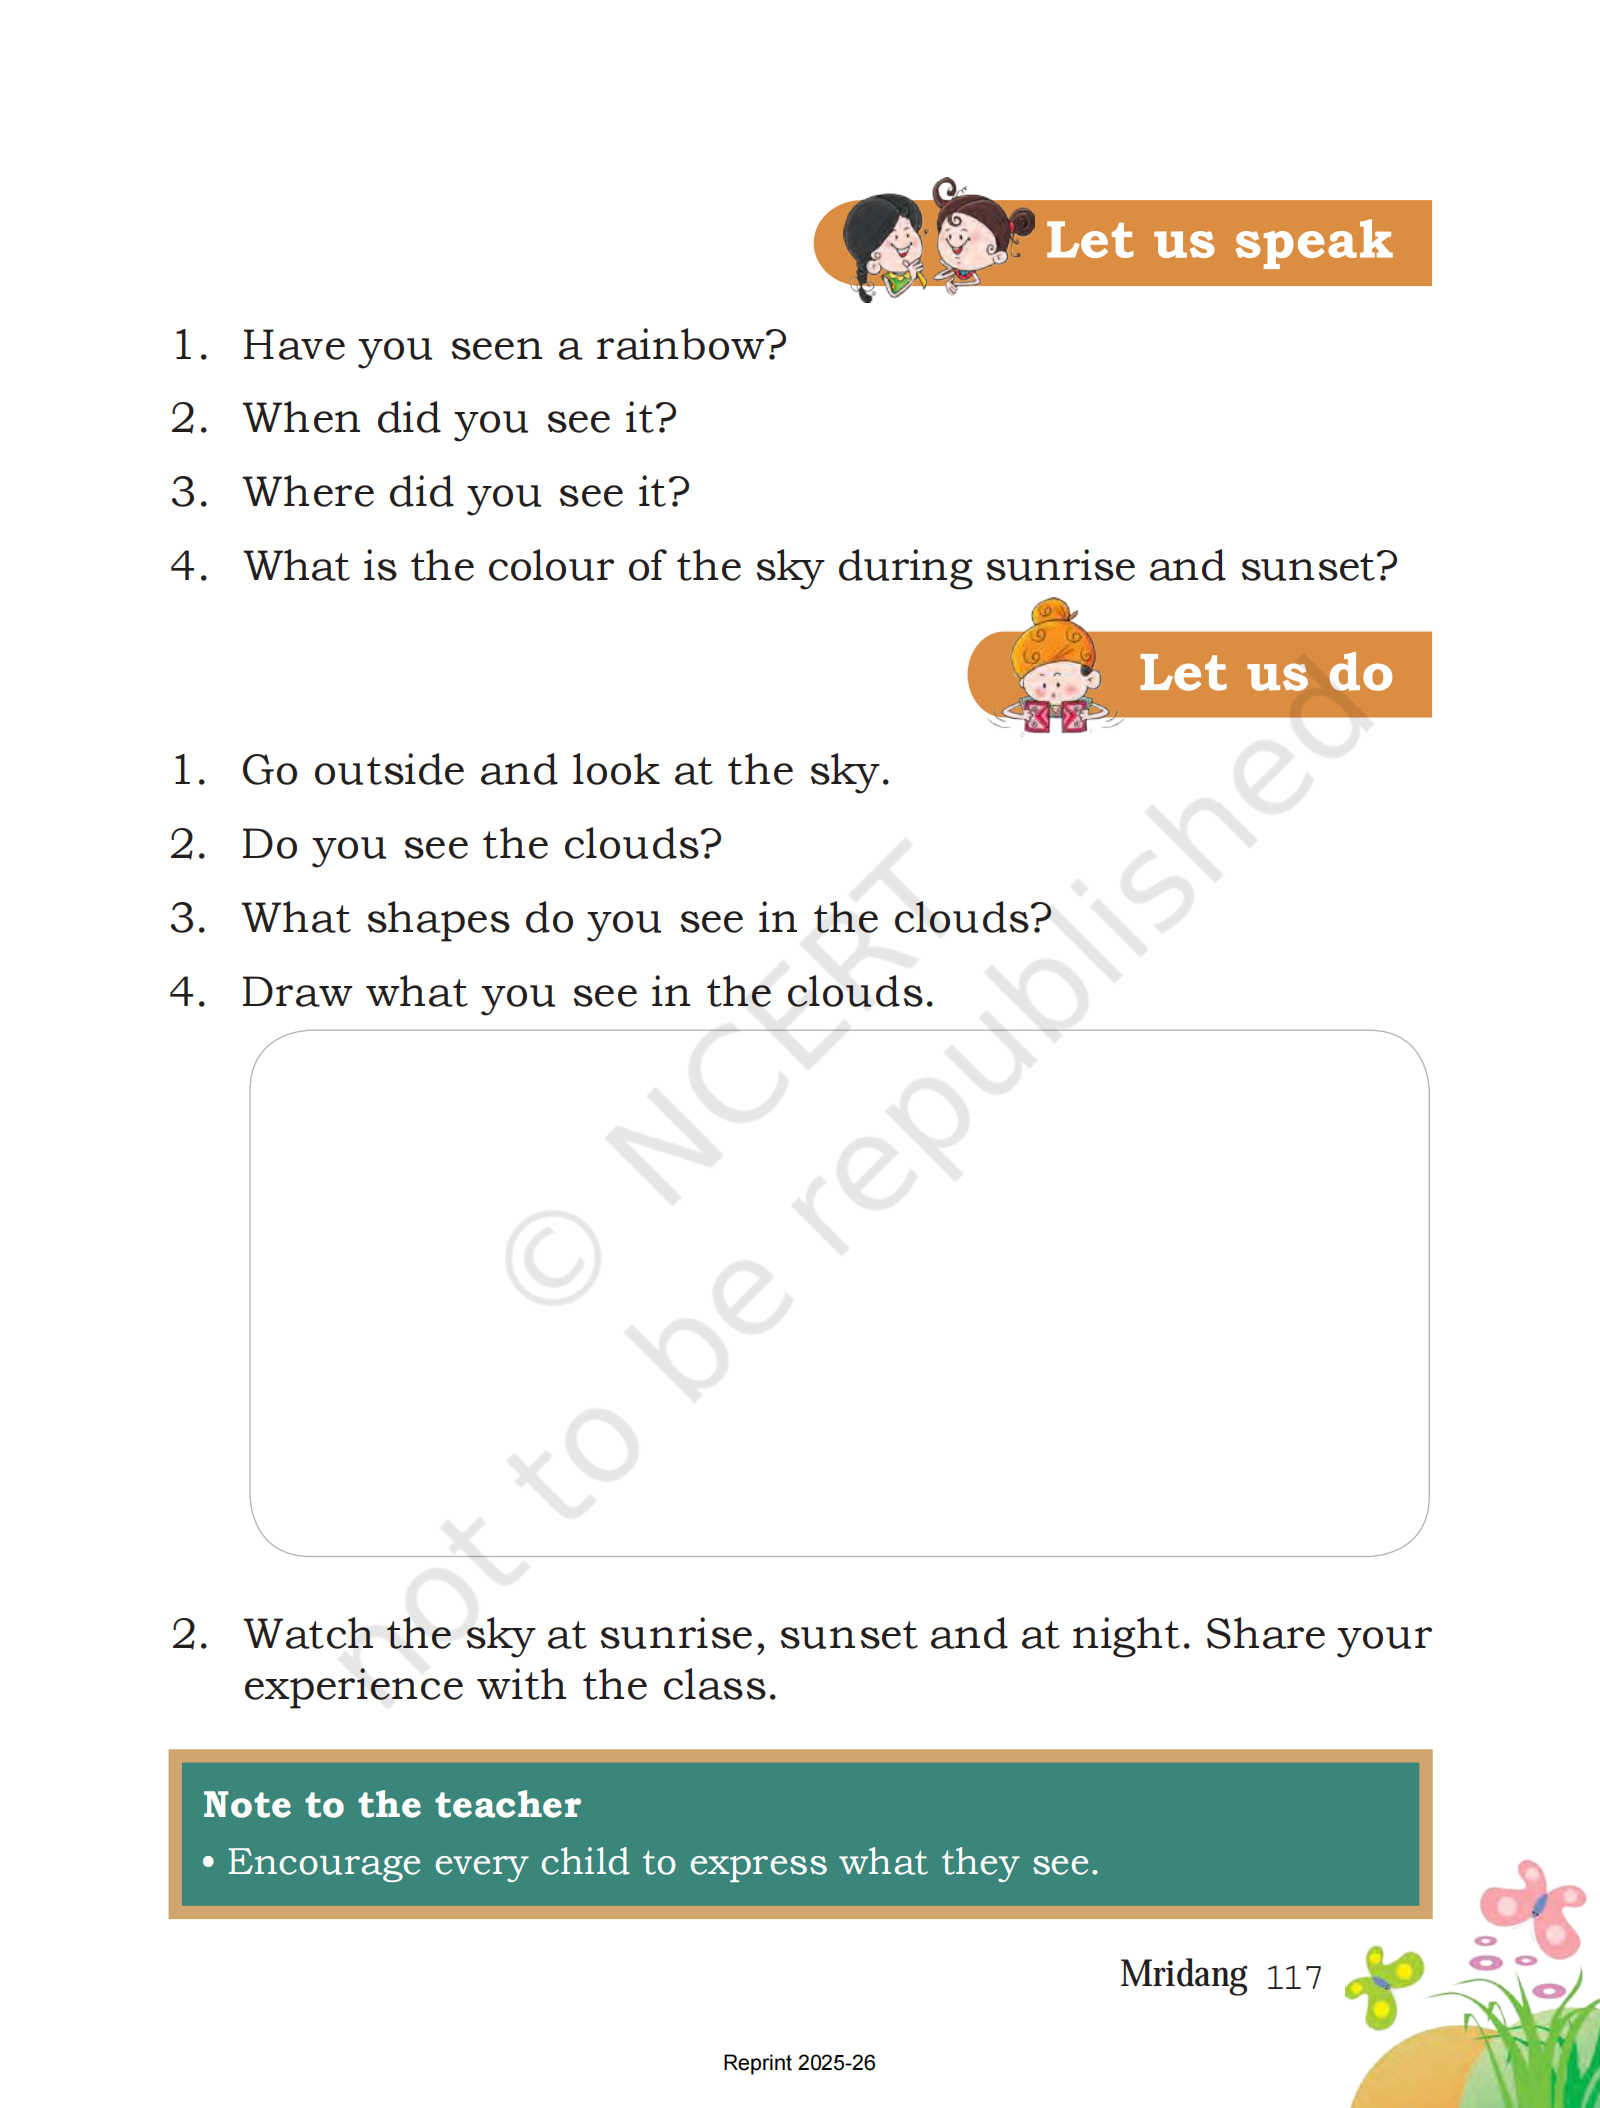 Let us speak
1. Have you seen a rainbow?
2. When did you see it?
3. Where did you see it?
4. What is the colour of the sky during sunrise and sunset?
Let us do
1. Go outside and look at the sky.
2. Do you see the clouds?
3. What shapes do you see in the clouds?
4. Draw what you see in the clouds.
© NCERT
not to be republished
2. Watch the sky at sunrise, sunset and at night. Share your
experience with the class.
Note to the teacher
• Encourage every child to express what they see.
Mridang 117
Reprint 2025-26